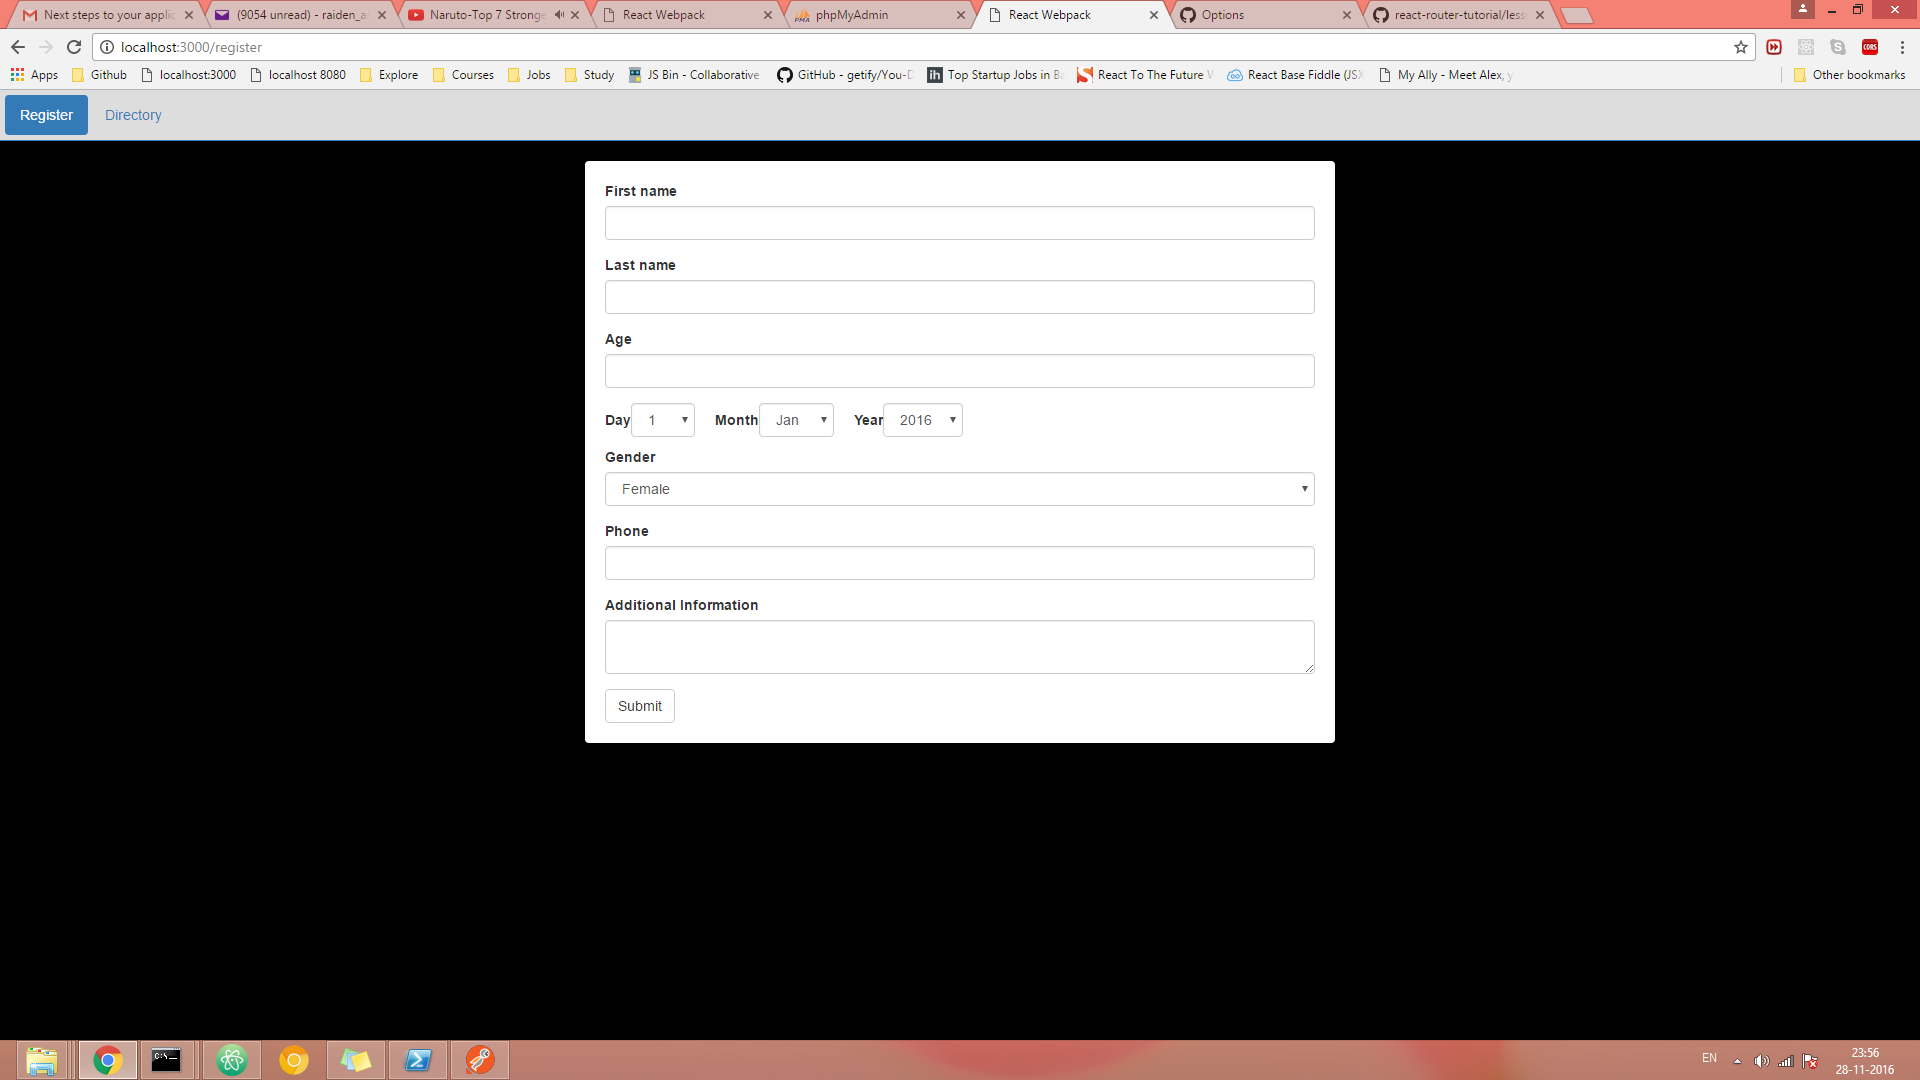 Next steps to your applic
(9054 unread) - raiden_a
Naruto-Top 7 Stronge
React Webpack
phpMyAdmin
React Webpack
Options
react-router-tutorial/less
localhost:3000/register
Apps
Github
localhost:3000
localhost 8080
Explore
Courses
Jobs
Study
JS Bin - Collaborative
GitHub - getify/You-D
Top Startup Jobs in Ba
React To The Future W
React Base Fiddle (JSX
My Ally - Meet Alex, y
Other bookmarks
Register
Directory
First name
Last name
Age
Day 1 Month Jan Year 2016
Gender
Female
Phone
Additional Information
Submit
EN
23:56
28-11-2016